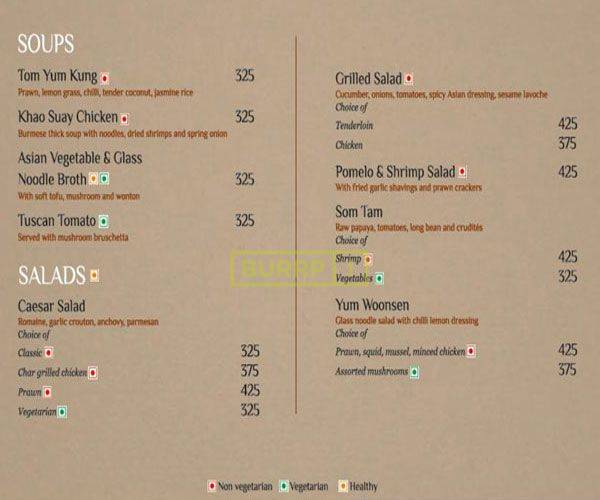 SOUPS
Tom Yum Kung 325
Prawn, lemon grass, chilli, tender coconut, jasmine rice
Khao Suay Chicken 325
Burmese thick soup with noodles, dried shrimps and spring onion
Asian Vegetable & Glass
Noodle Broth 325
With soft tofu, mushroom and wonton
Tuscan Tomato 325
Served with mushroom bruschetta
SALADS
Caesar Salad
Romaine, garlic crouton, anchovy, parmesan
Choice of
Classic 325
Char grilled chicken 375
Prawn 425
Vegetarian 325
Grilled Salad
Cucumber, onions, tomatoes, spicy Asian dressing, sesame lavoche
Choice of
Tenderloin 425
Chicken 375
Pomelo & Shrimp Salad 425
With fried garlic shavings and prawn crackers
Som Tam
Raw papaya, tomatoes, long bean and crudités
Choice of
Shrimp 425
Vegetables 325
Yum Woonsen
Glass noodle salad with chilli lemon dressing
Choice of
Prawn, squid, mussel, minced chicken 425
Assorted mushrooms 375
Non vegetarian Vegetarian Healthy
BURRP